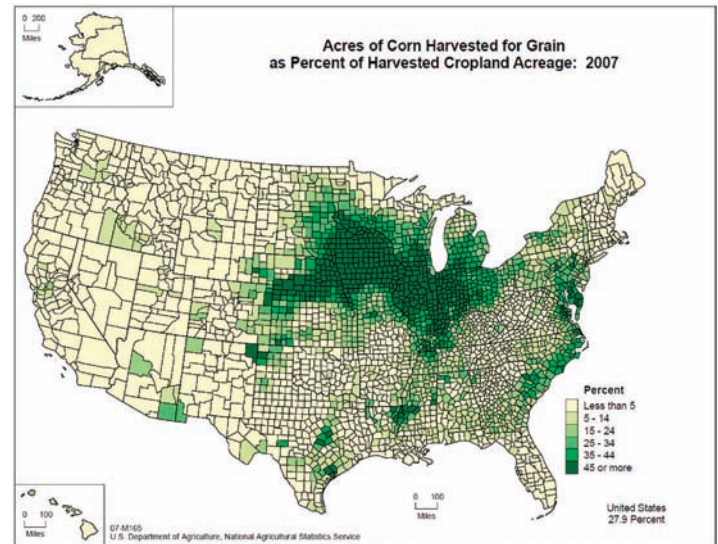 0 200
Miles
Acres of Corn Harvested for Grain
as Percent of Harvested Cropland Acreage: 2007
Percent
Less than 5
5 - 14
15 - 24
25 - 34
35 - 44
45 or more
0 100
Miles
0 100
Miles
United States
27.9 Percent
07-M165
U.S. Department of Agriculture, National Agricultural Statistics Service